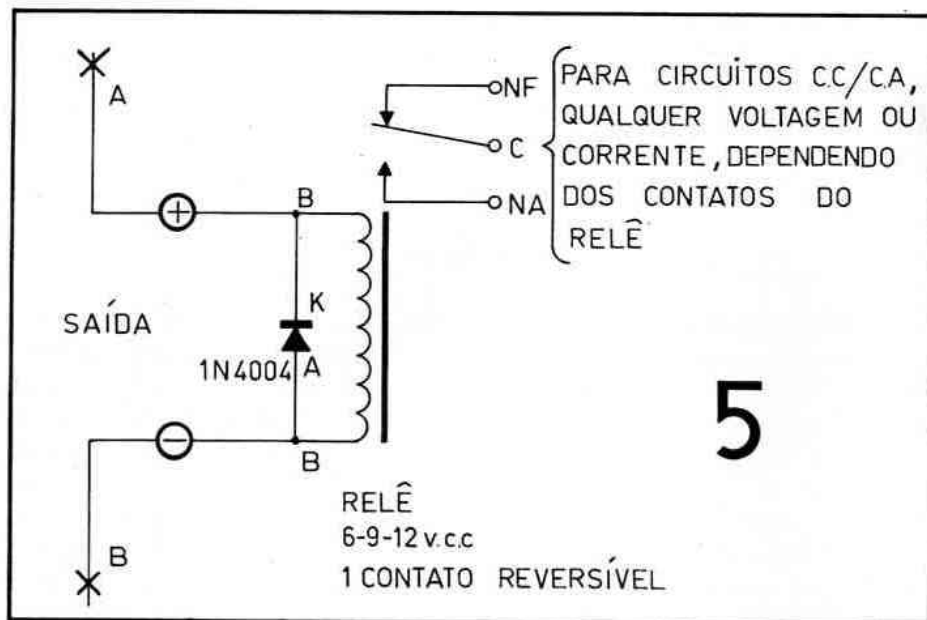 A
NF
C
NA
PARA CIRCUÍTOS C.C/C.A,
QUALQUER VOLTAGEM OU
CORRENTE, DEPENDENDO
DOS CONTATOS DO
RELÊ
+
B
SAÍDA
K
1N4004 A
5
-
B
B
RELÊ
6-9-12 v.c.c
1 CONTATO REVERSÍVEL